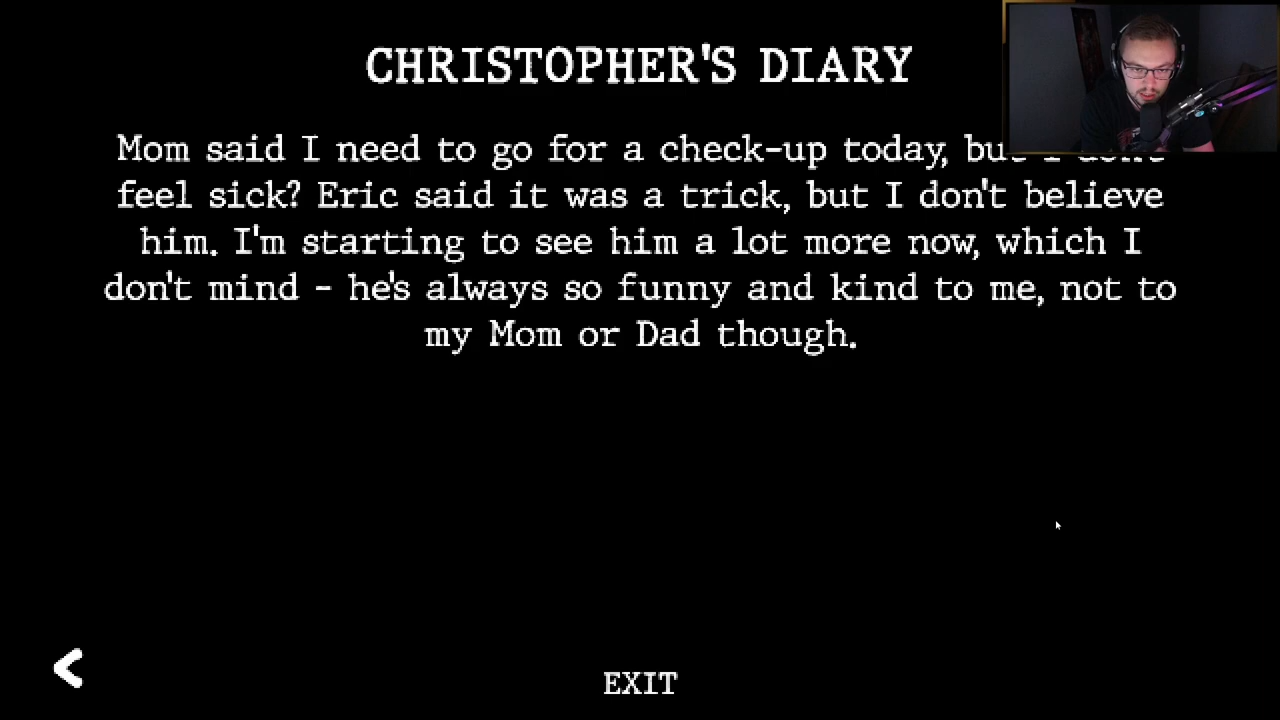 CHRISTOPHER'S DIARY
Mom said I need to go for a check-up today, but I don't
feel sick? Eric said it was a trick, but I don't believe
him. I'm starting to see him a lot more now, which I
don't mind - he's always so funny and kind to me, not to
my Mom or Dad though.
EXIT